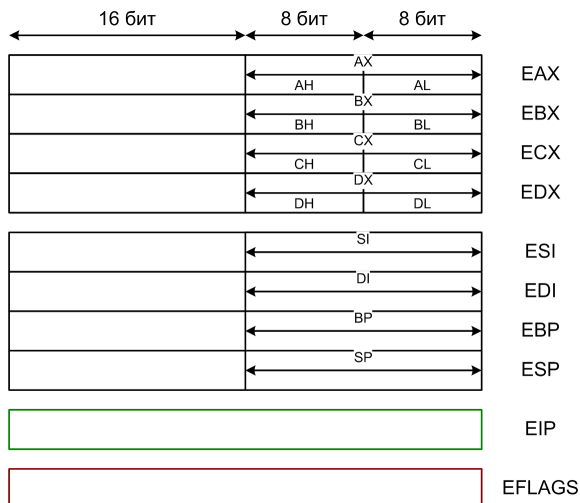 16 бит 8 бит 8 бит
AX
AH AL EAX
BX
BH BL EBX
CX
CH CL ECX
DX
DH DL EDX
SI
ESI
DI
EDI
BP
EBP
SP
ESP
EIP
EFLAGS